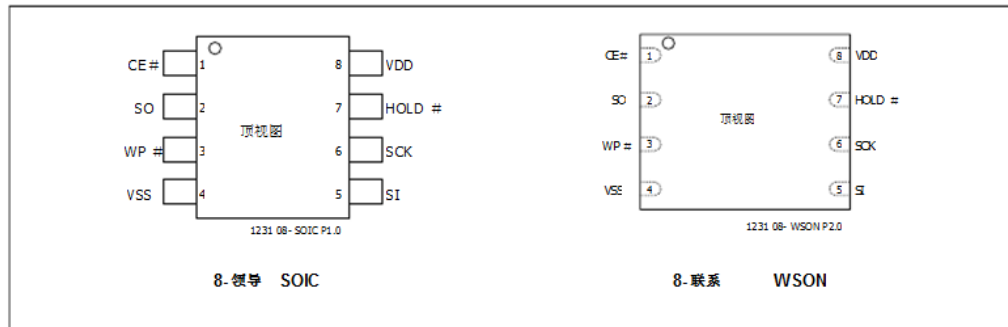 CE# 1 8 VDD
SO 2 7 HOLD #
顶视图
WP # 3 6 SCK
VSS 4 5 SI
1231 08- SOIC P1.0
8-领导 SOIC
CE# 1 8 VDD
SO 2 7 HOLD #
顶视图
WP # 3 6 SCK
VSS 4 5 SI
1231 08- WSON P2.0
8-联系 WSON